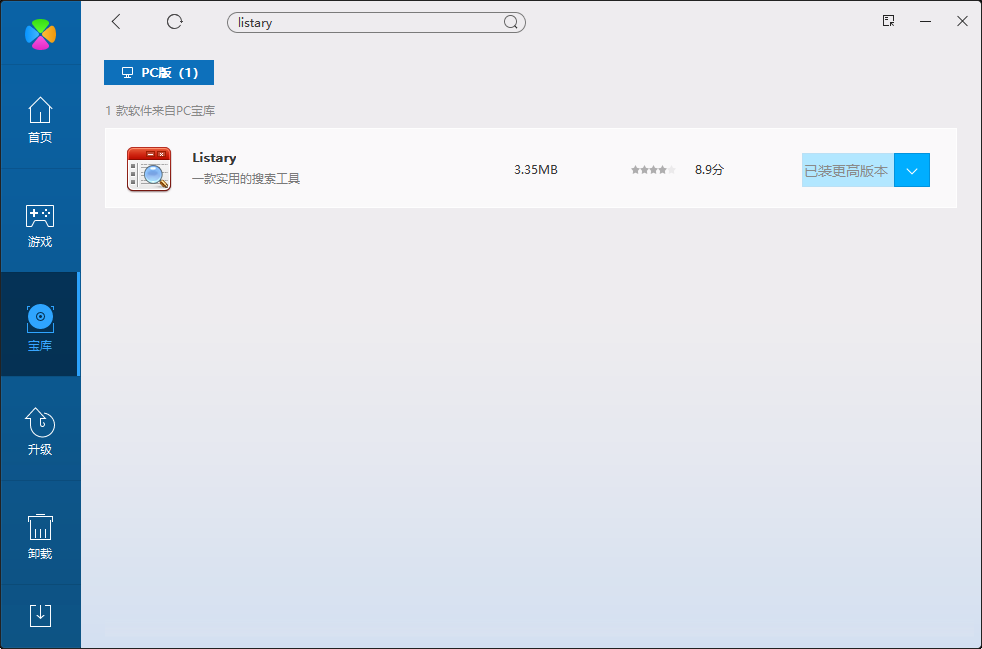 listary
PC版（1）
1 款软件来自PC宝库
Listary
一款实用的搜索工具
3.35MB
8.9分
已装更高版本
首页
游戏
宝库
升级
卸载